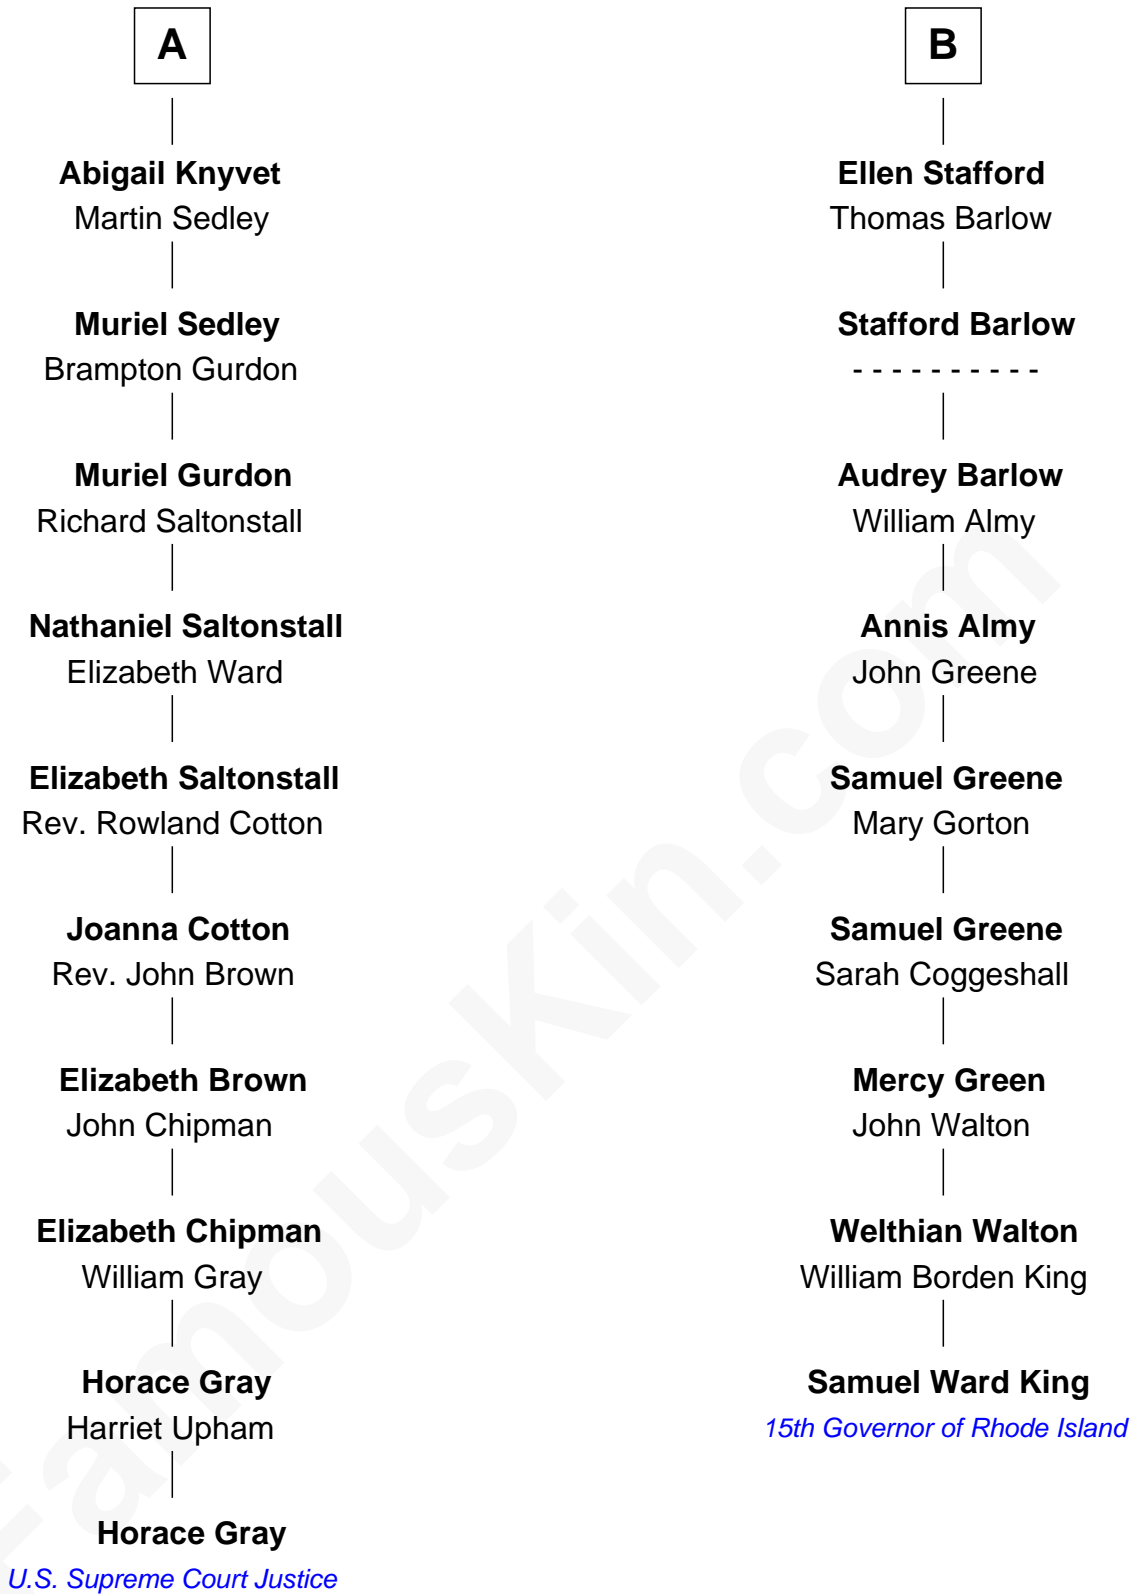 A
Abigail Knyvet
Martin Sedley
Muriel Sedley
Brampton Gurdon
Muriel Gurdon
Richard Saltonstall
Nathaniel Saltonstall
Elizabeth Ward
Elizabeth Saltonstall
Rev. Rowland Cotton
Joanna Cotton
Rev. John Brown
Elizabeth Brown
John Chipman
Elizabeth Chipman
William Gray
Horace Gray
Harriet Upham
Horace Gray
U.S. Supreme Court Justice
B
Ellen Stafford
Thomas Barlow
Stafford Barlow
- - - - - - - - - -
Audrey Barlow
William Almy
Annis Almy
John Greene
Samuel Greene
Mary Gorton
Samuel Greene
Sarah Coggeshall
Mercy Green
John Walton
Welthian Walton
William Borden King
Samuel Ward King
15th Governor of Rhode Island
FamousKin.com